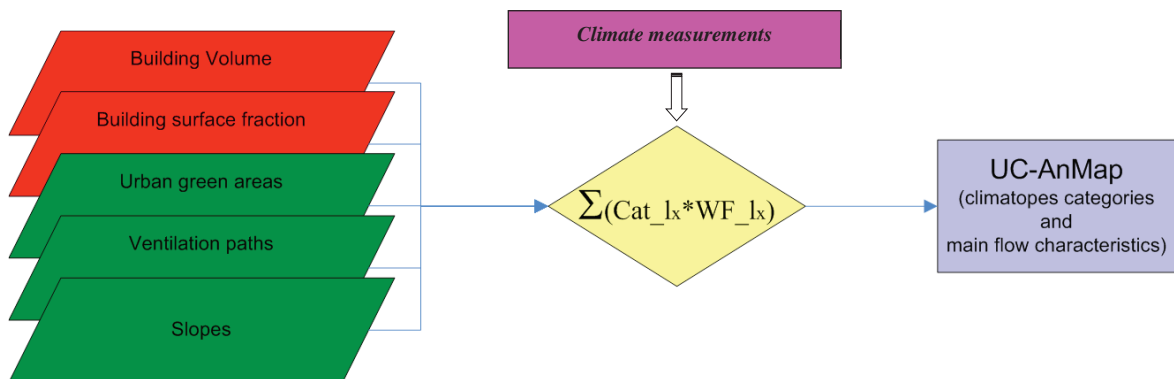 Climate measurements
Building Volume
Building surface fraction
Urban green areas
Ventilation paths
Slopes
Σ(Cat_lx*WF_lx)
UC-AnMap
(climatopes categories
and
main flow characteristics)